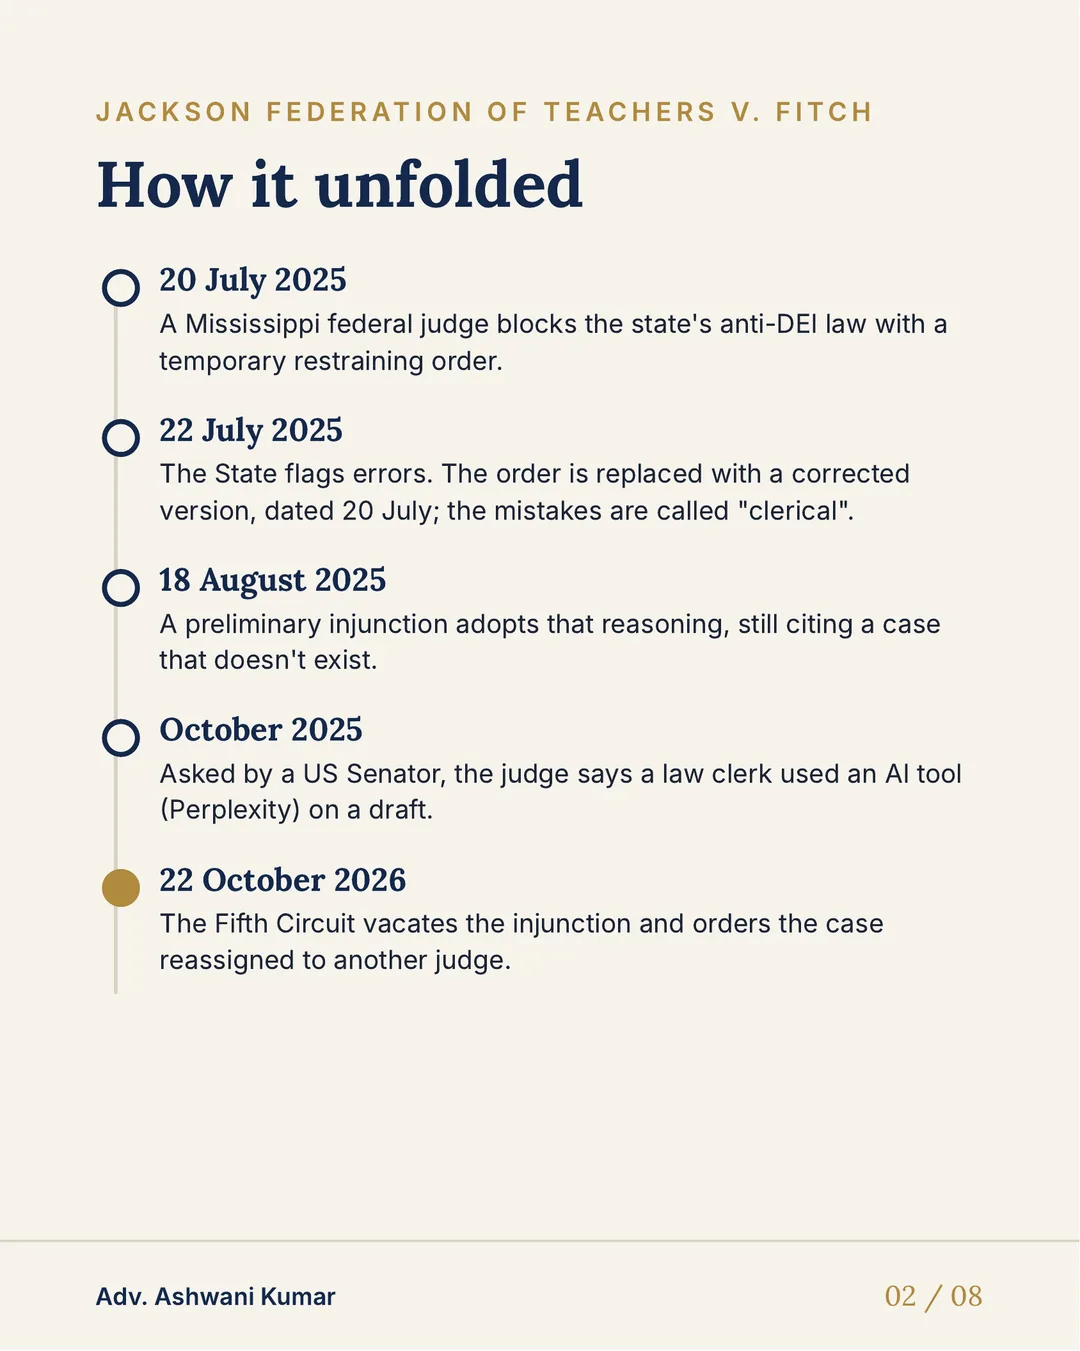 JACKSON FEDERATION OF TEACHERS V. FITCH
How it unfolded
20 July 2025
A Mississippi federal judge blocks the state's anti-DEI law with a
temporary restraining order.
22 July 2025
The State flags errors. The order is replaced with a corrected
version, dated 20 July; the mistakes are called "clerical".
18 August 2025
A preliminary injunction adopts that reasoning, still citing a case
that doesn't exist.
October 2025
Asked by a US Senator, the judge says a law clerk used an AI tool
(Perplexity) on a draft.
22 October 2026
The Fifth Circuit vacates the injunction and orders the case
reassigned to another judge.
Adv. Ashwani Kumar
02 / 08